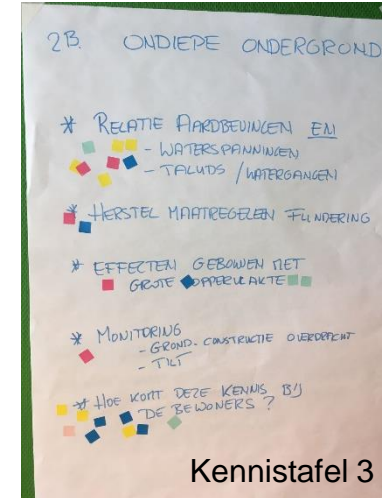 2B. ONDIEPE ONDERGROND
* RELATIE AARDBEVINGEN EN
- WATERSPANNINGEN
- TALUDS / WATERGANGEN
* HERSTEL MAATREGELEN FUNDERING
* EFFECTEN GEBOUWEN MET
GROTE OPPERVLAKTE
* MONITORING
- GROND-CONSTRUCTIE OVERDRACHT
- TILT
* HOE KOMT DEZE KENNIS BIJ
DE BEWONERS ?
Kennistafel 3